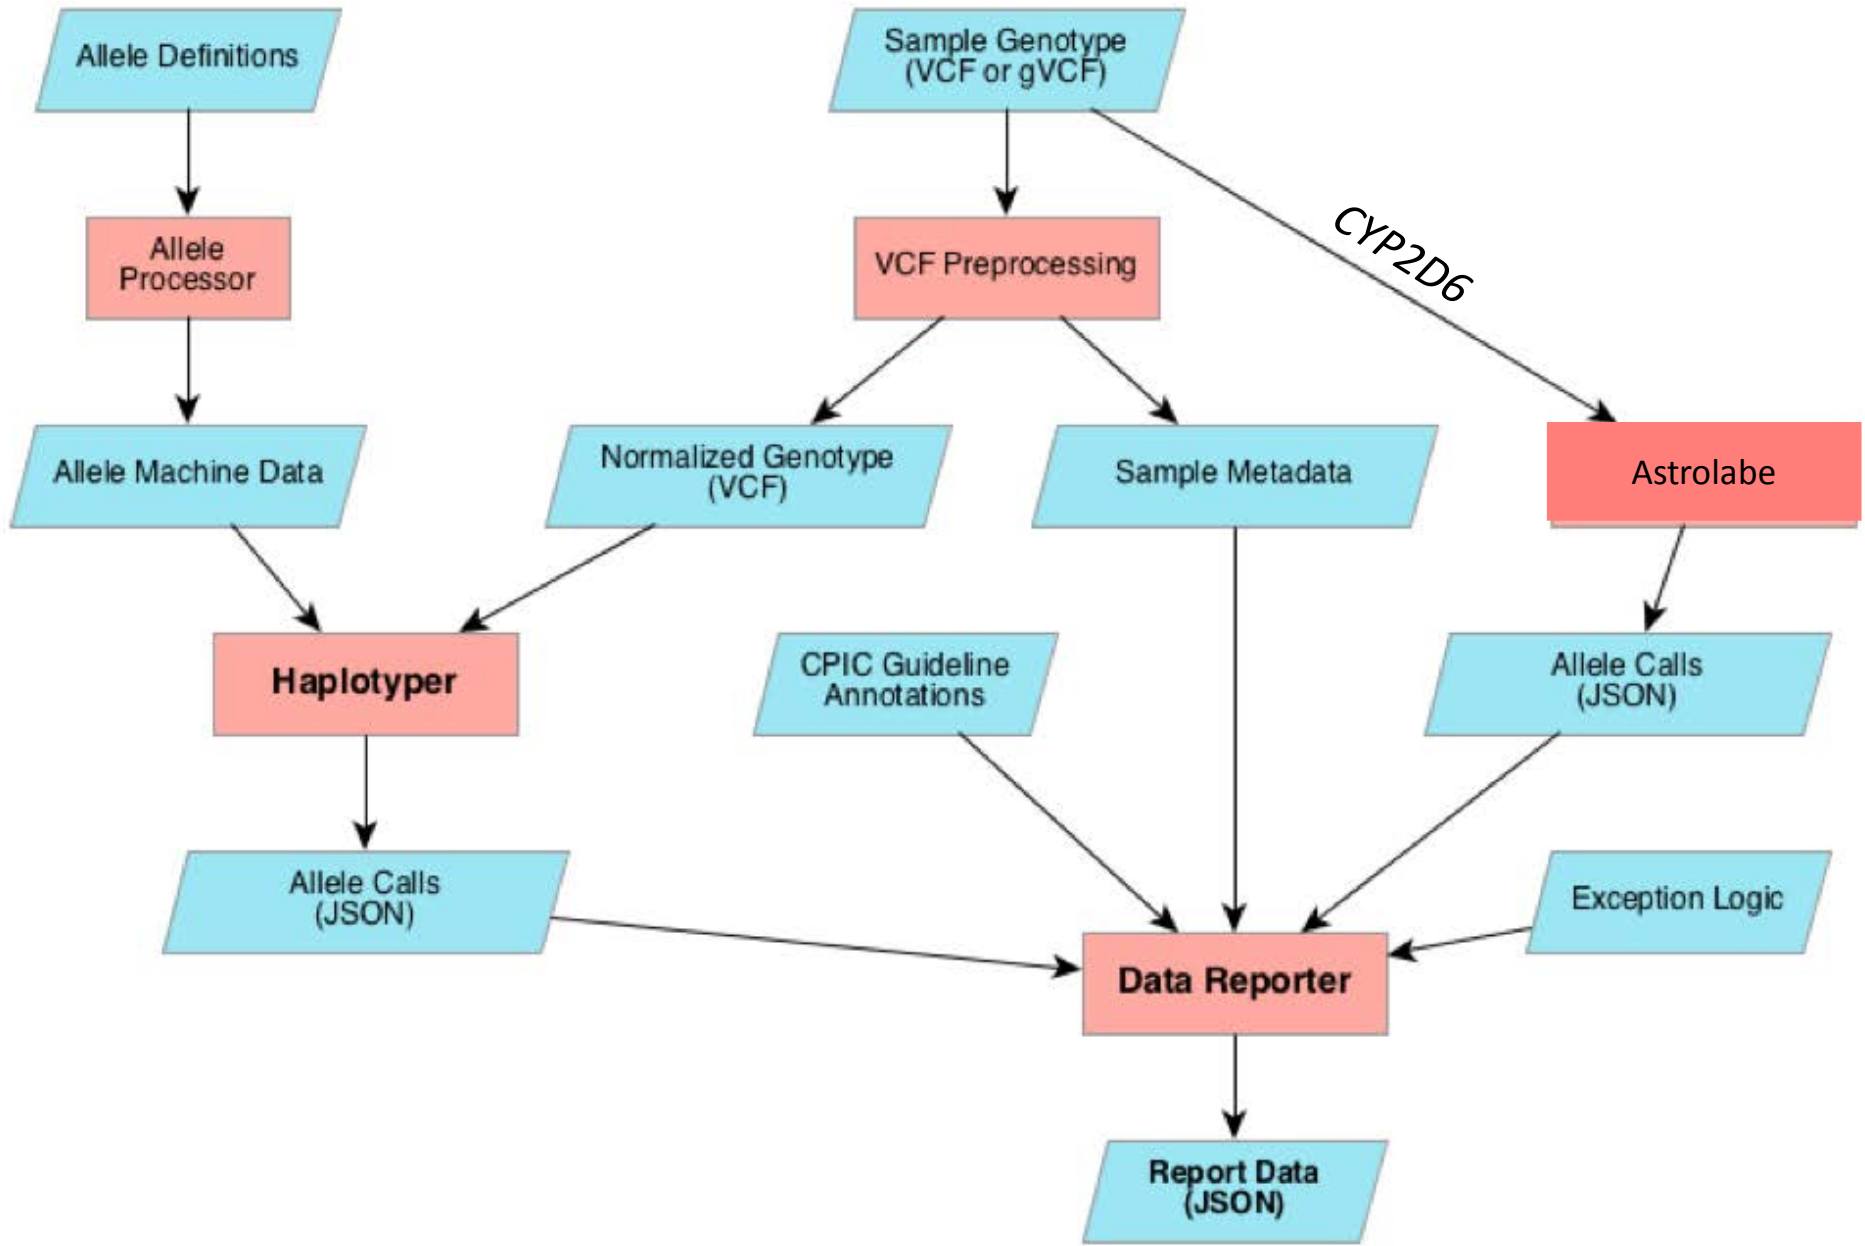 Allele Definitions
Sample Genotype
(VCF or gVCF)
Allele
Processor
VCF Preprocessing
CYP2D6
Allele Machine Data
Normalized Genotype
(VCF)
Sample Metadata
Astrolabe
Haplotyper
CPIC Guideline
Annotations
Allele Calls
(JSON)
Allele Calls
(JSON)
Exception Logic
Data Reporter
Report Data
(JSON)